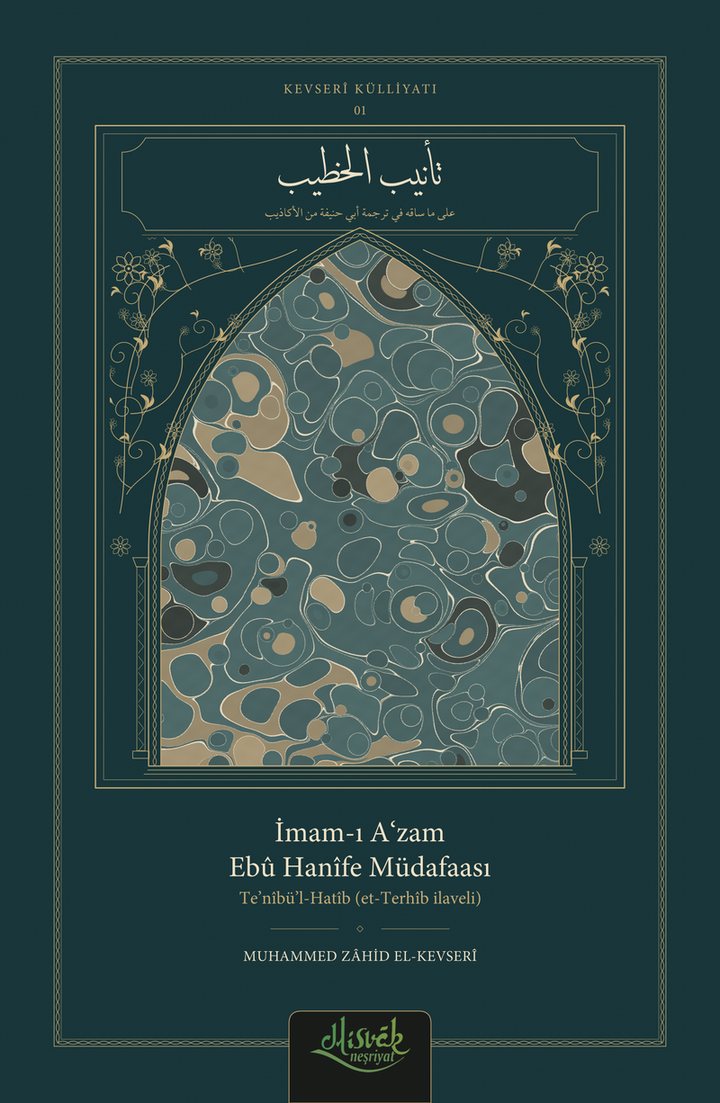 KEVSERÎ KÜLLİYATI
01
تأنيب الخطيب
على ما ساقه في ترجمة أبي حنيفة من الأكاذيب
İmam-ı A‘zam
Ebû Hanîfe Müdafaası
Te’nîbü’l-Hatîb (et-Terhîb ilaveli)
MUHAMMED ZÂHİD EL-KEVSERÎ
Misvâk
neşriyat